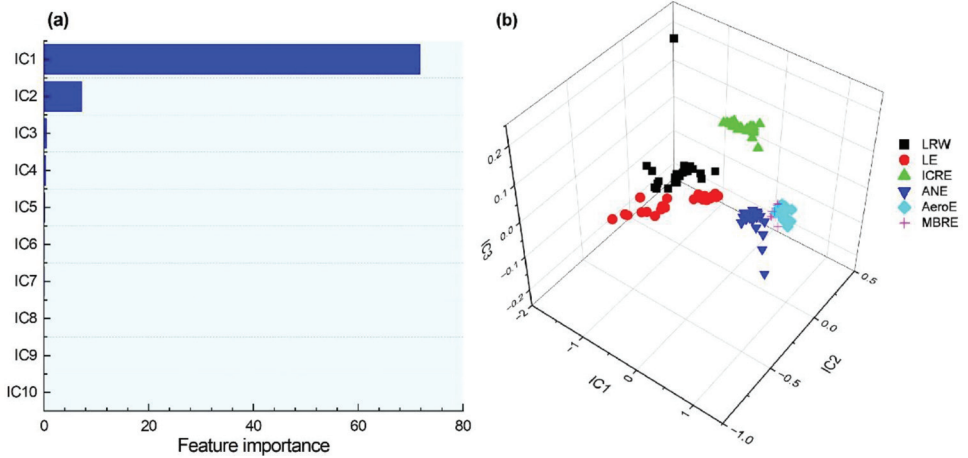 (a)
IC1
IC2
IC3
IC4
IC5
IC6
IC7
IC8
IC9
IC10
0 20 40 60 80
Feature importance
(b)
0.2
0.1
0.0
-0.1
-0.2
IC3
-2
-1
0
1
IC1
0.5
0.0
-0.5
-1.0
IC2
LRW
LE
ICRE
ANE
AeroE
MBRE